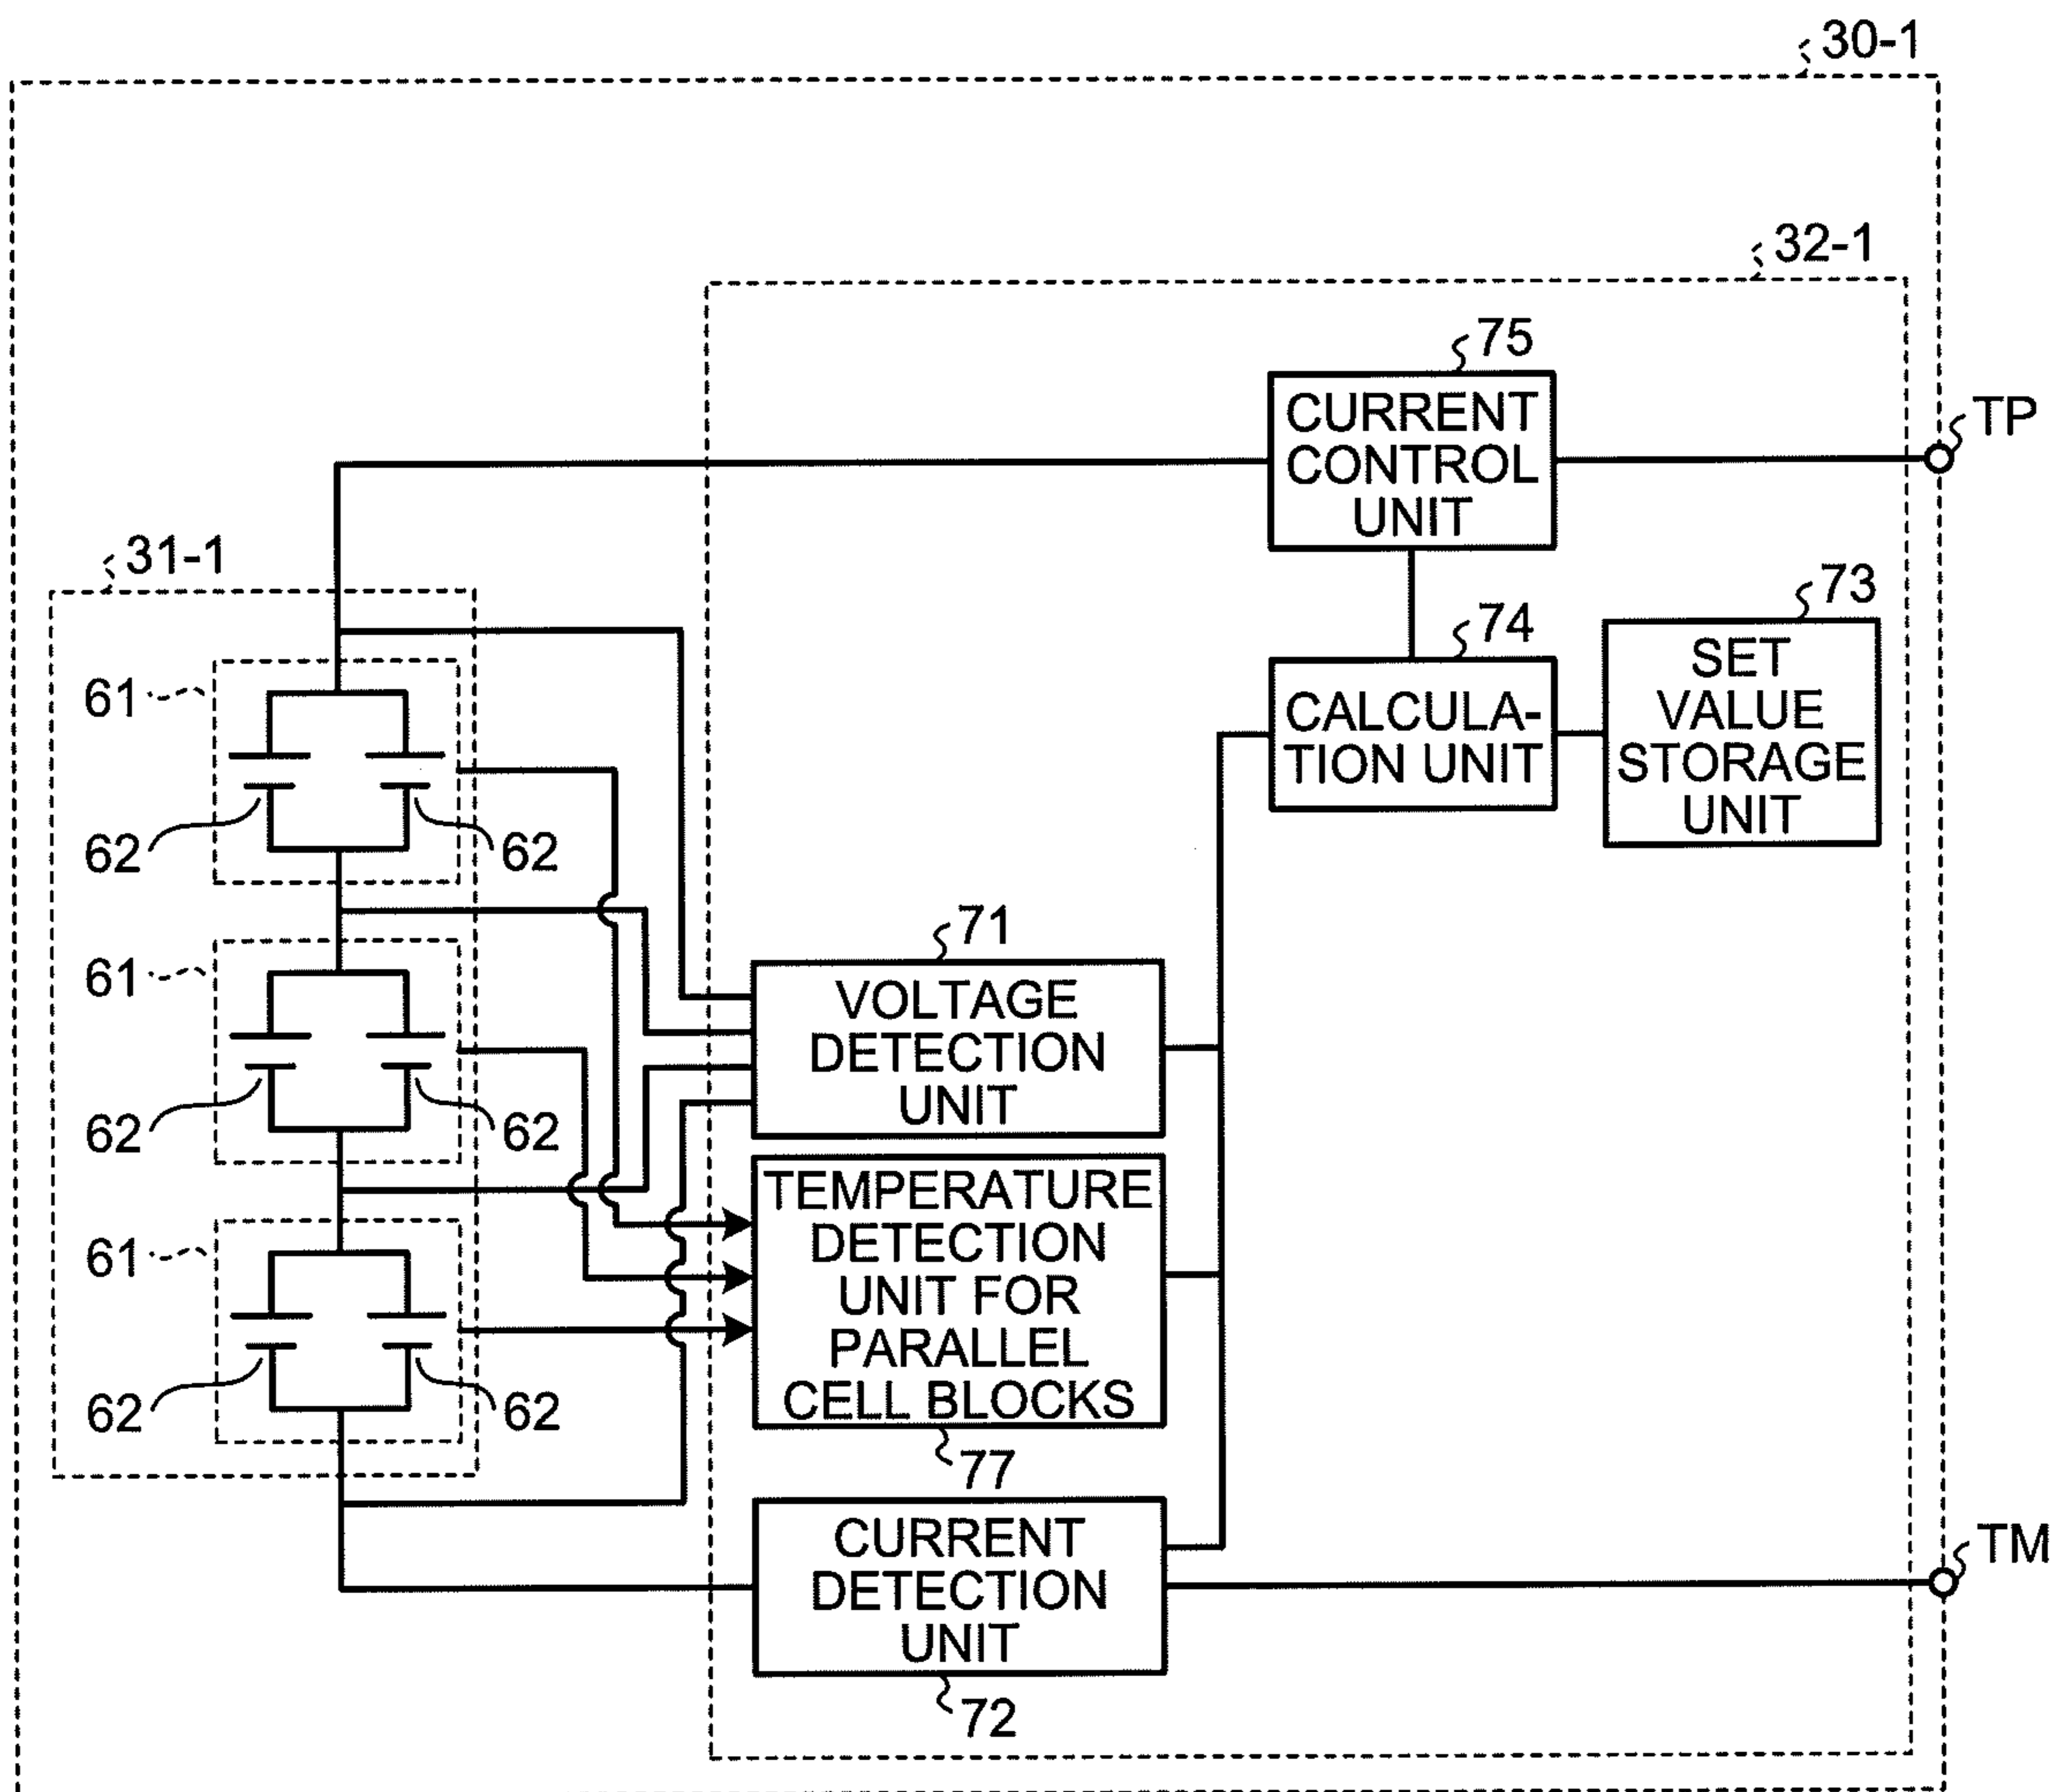 30-1
32-1
75
CURRENT
CONTROL
UNIT
TP
31-1
74
CALCULA-
TION UNIT
73
SET
VALUE
STORAGE
UNIT
61
62
62
61
62
62
61
62
62
71
VOLTAGE
DETECTION
UNIT
TEMPERATURE
DETECTION
UNIT FOR
PARALLEL
CELL BLOCKS
77
CURRENT
DETECTION
UNIT
72
TM